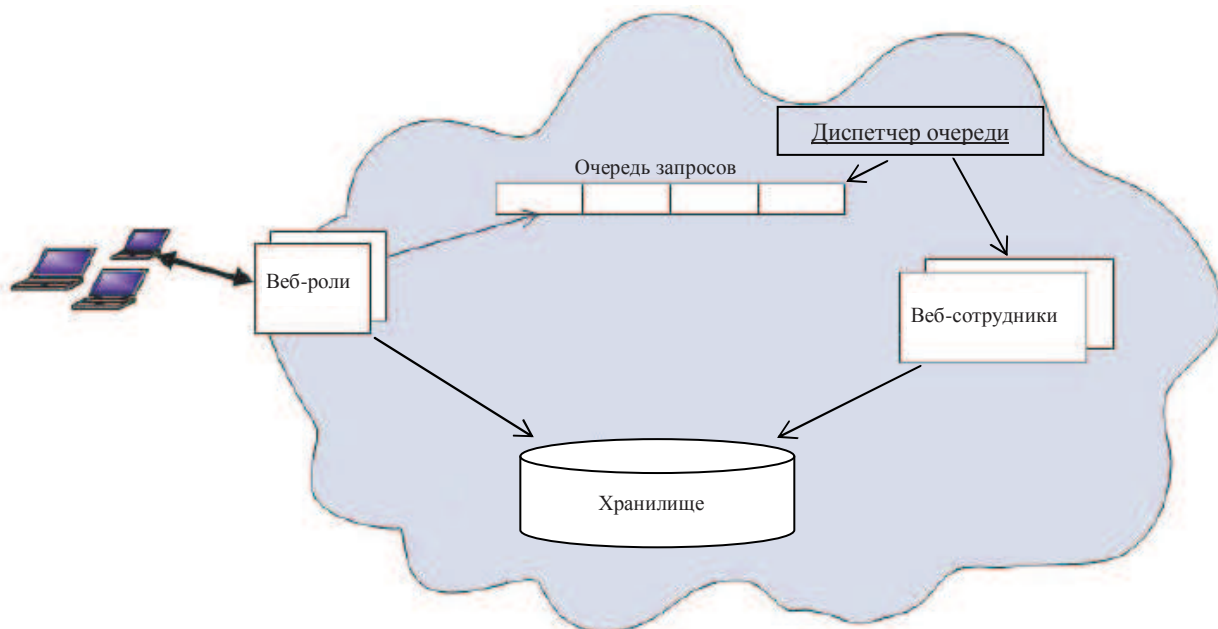 Диспетчер очереди
Очередь запросов
Веб-роли
Веб-сотрудники
Хранилище